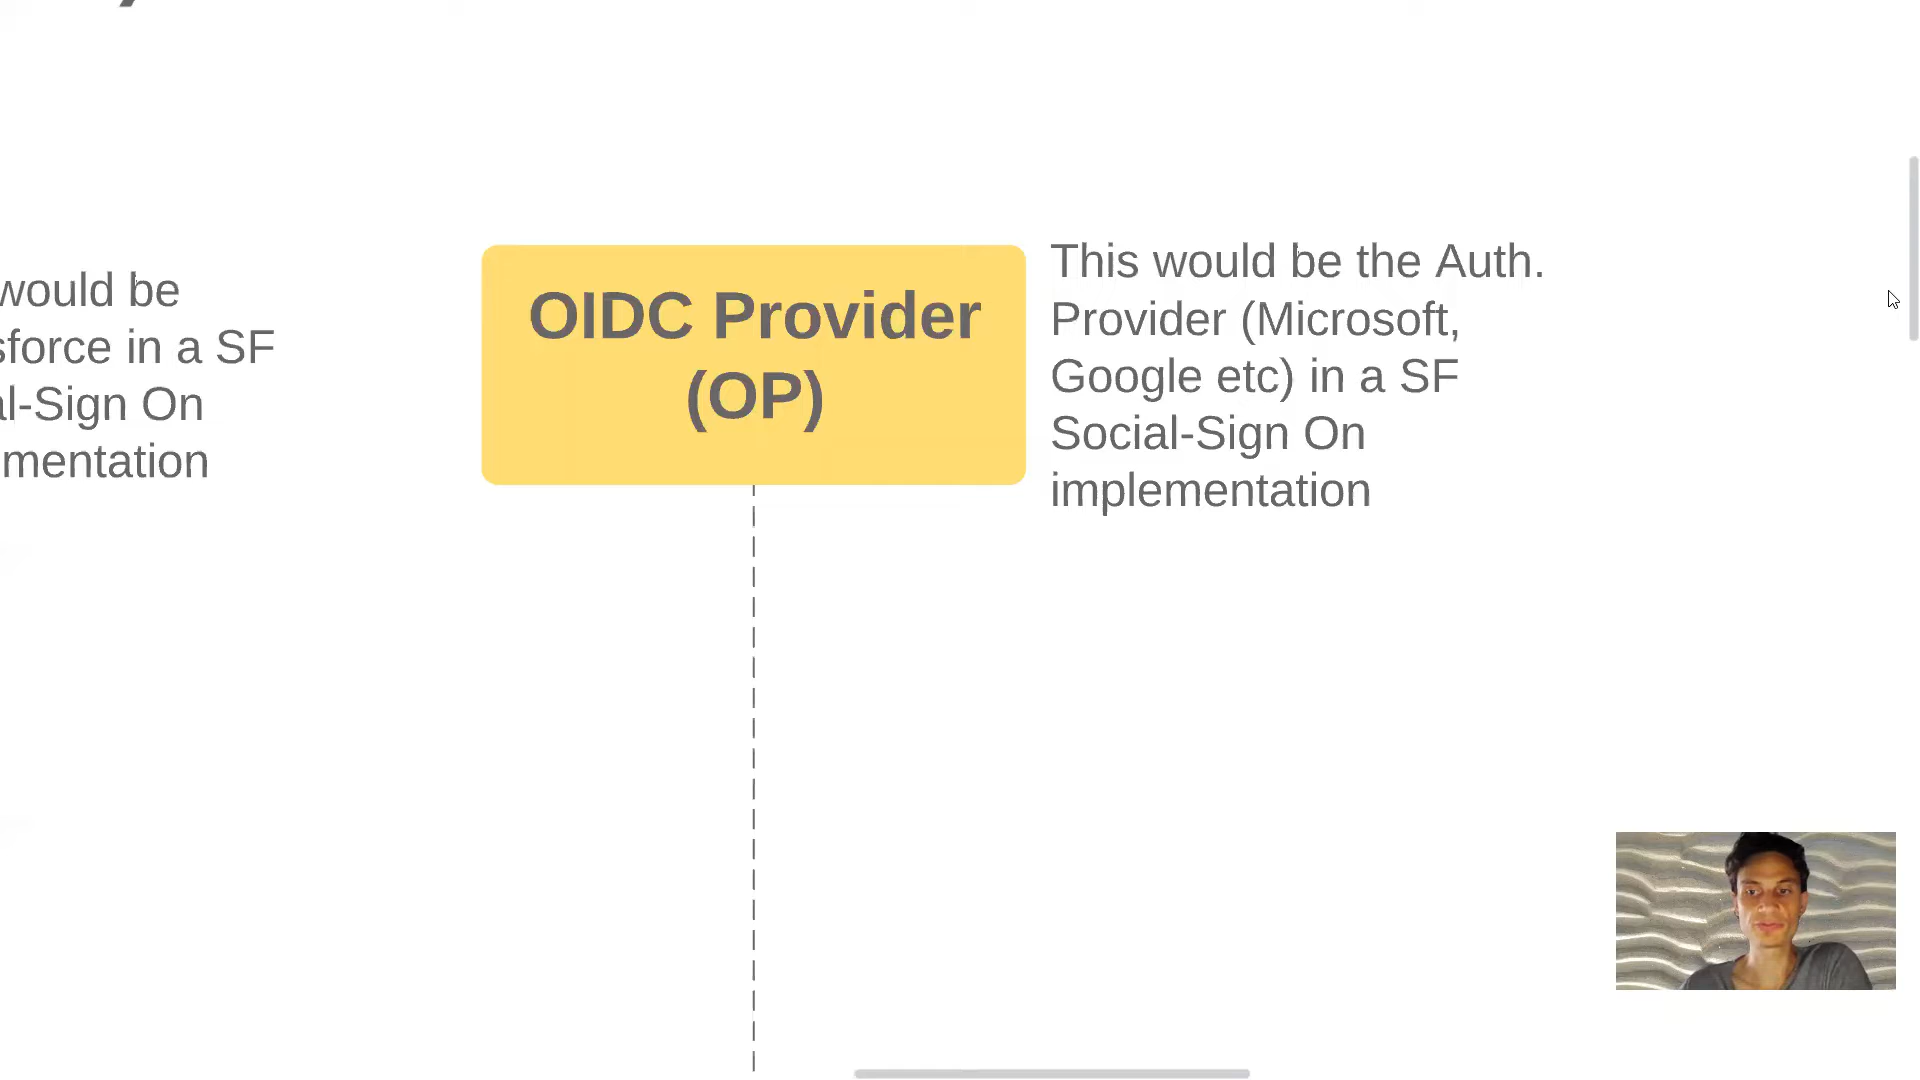 would be
sforce in a SF
al-Sign On
mentation
OIDC Provider
(OP)
This would be the Auth.
Provider (Microsoft,
Google etc) in a SF
Social-Sign On
implementation